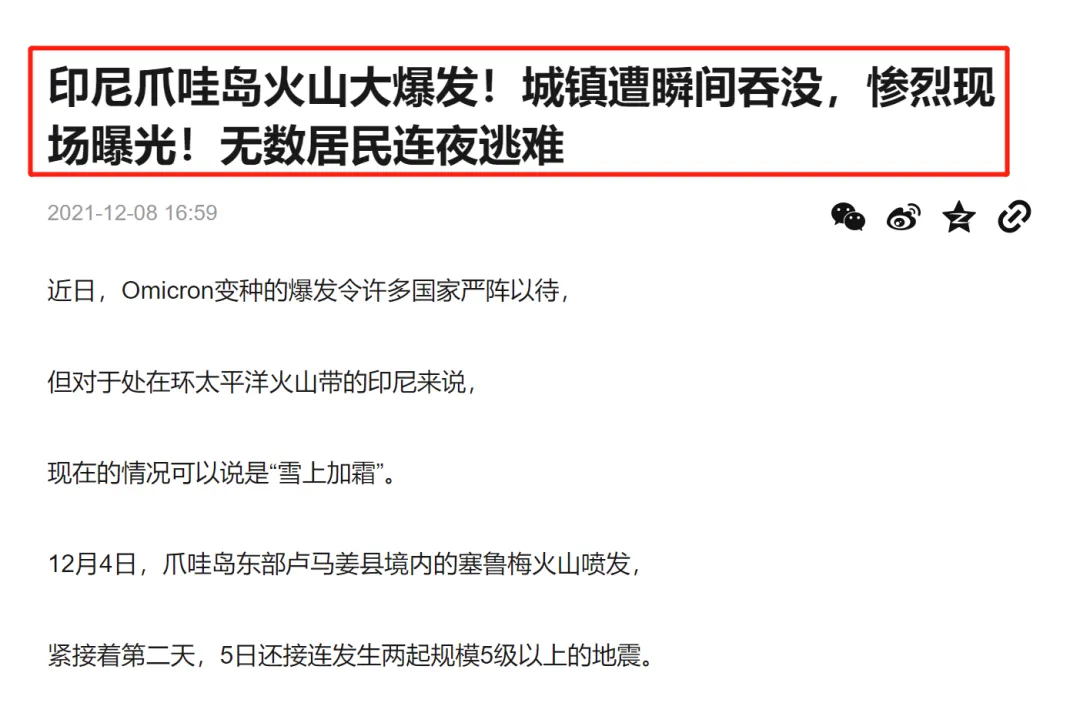 印尼爪哇岛火山大爆发！城镇遭瞬间吞没，惨烈现
场曝光！无数居民连夜逃难
2021-12-08 16:59
近日，Omicron变种的爆发令许多国家严阵以待，
但对于处在环太平洋火山带的印尼来说，
现在的情况可以说是“雪上加霜”。
12月4日，爪哇岛东部卢马姜县境内的塞鲁梅火山喷发，
紧接着第二天，5日还接连发生两起规模5级以上的地震。